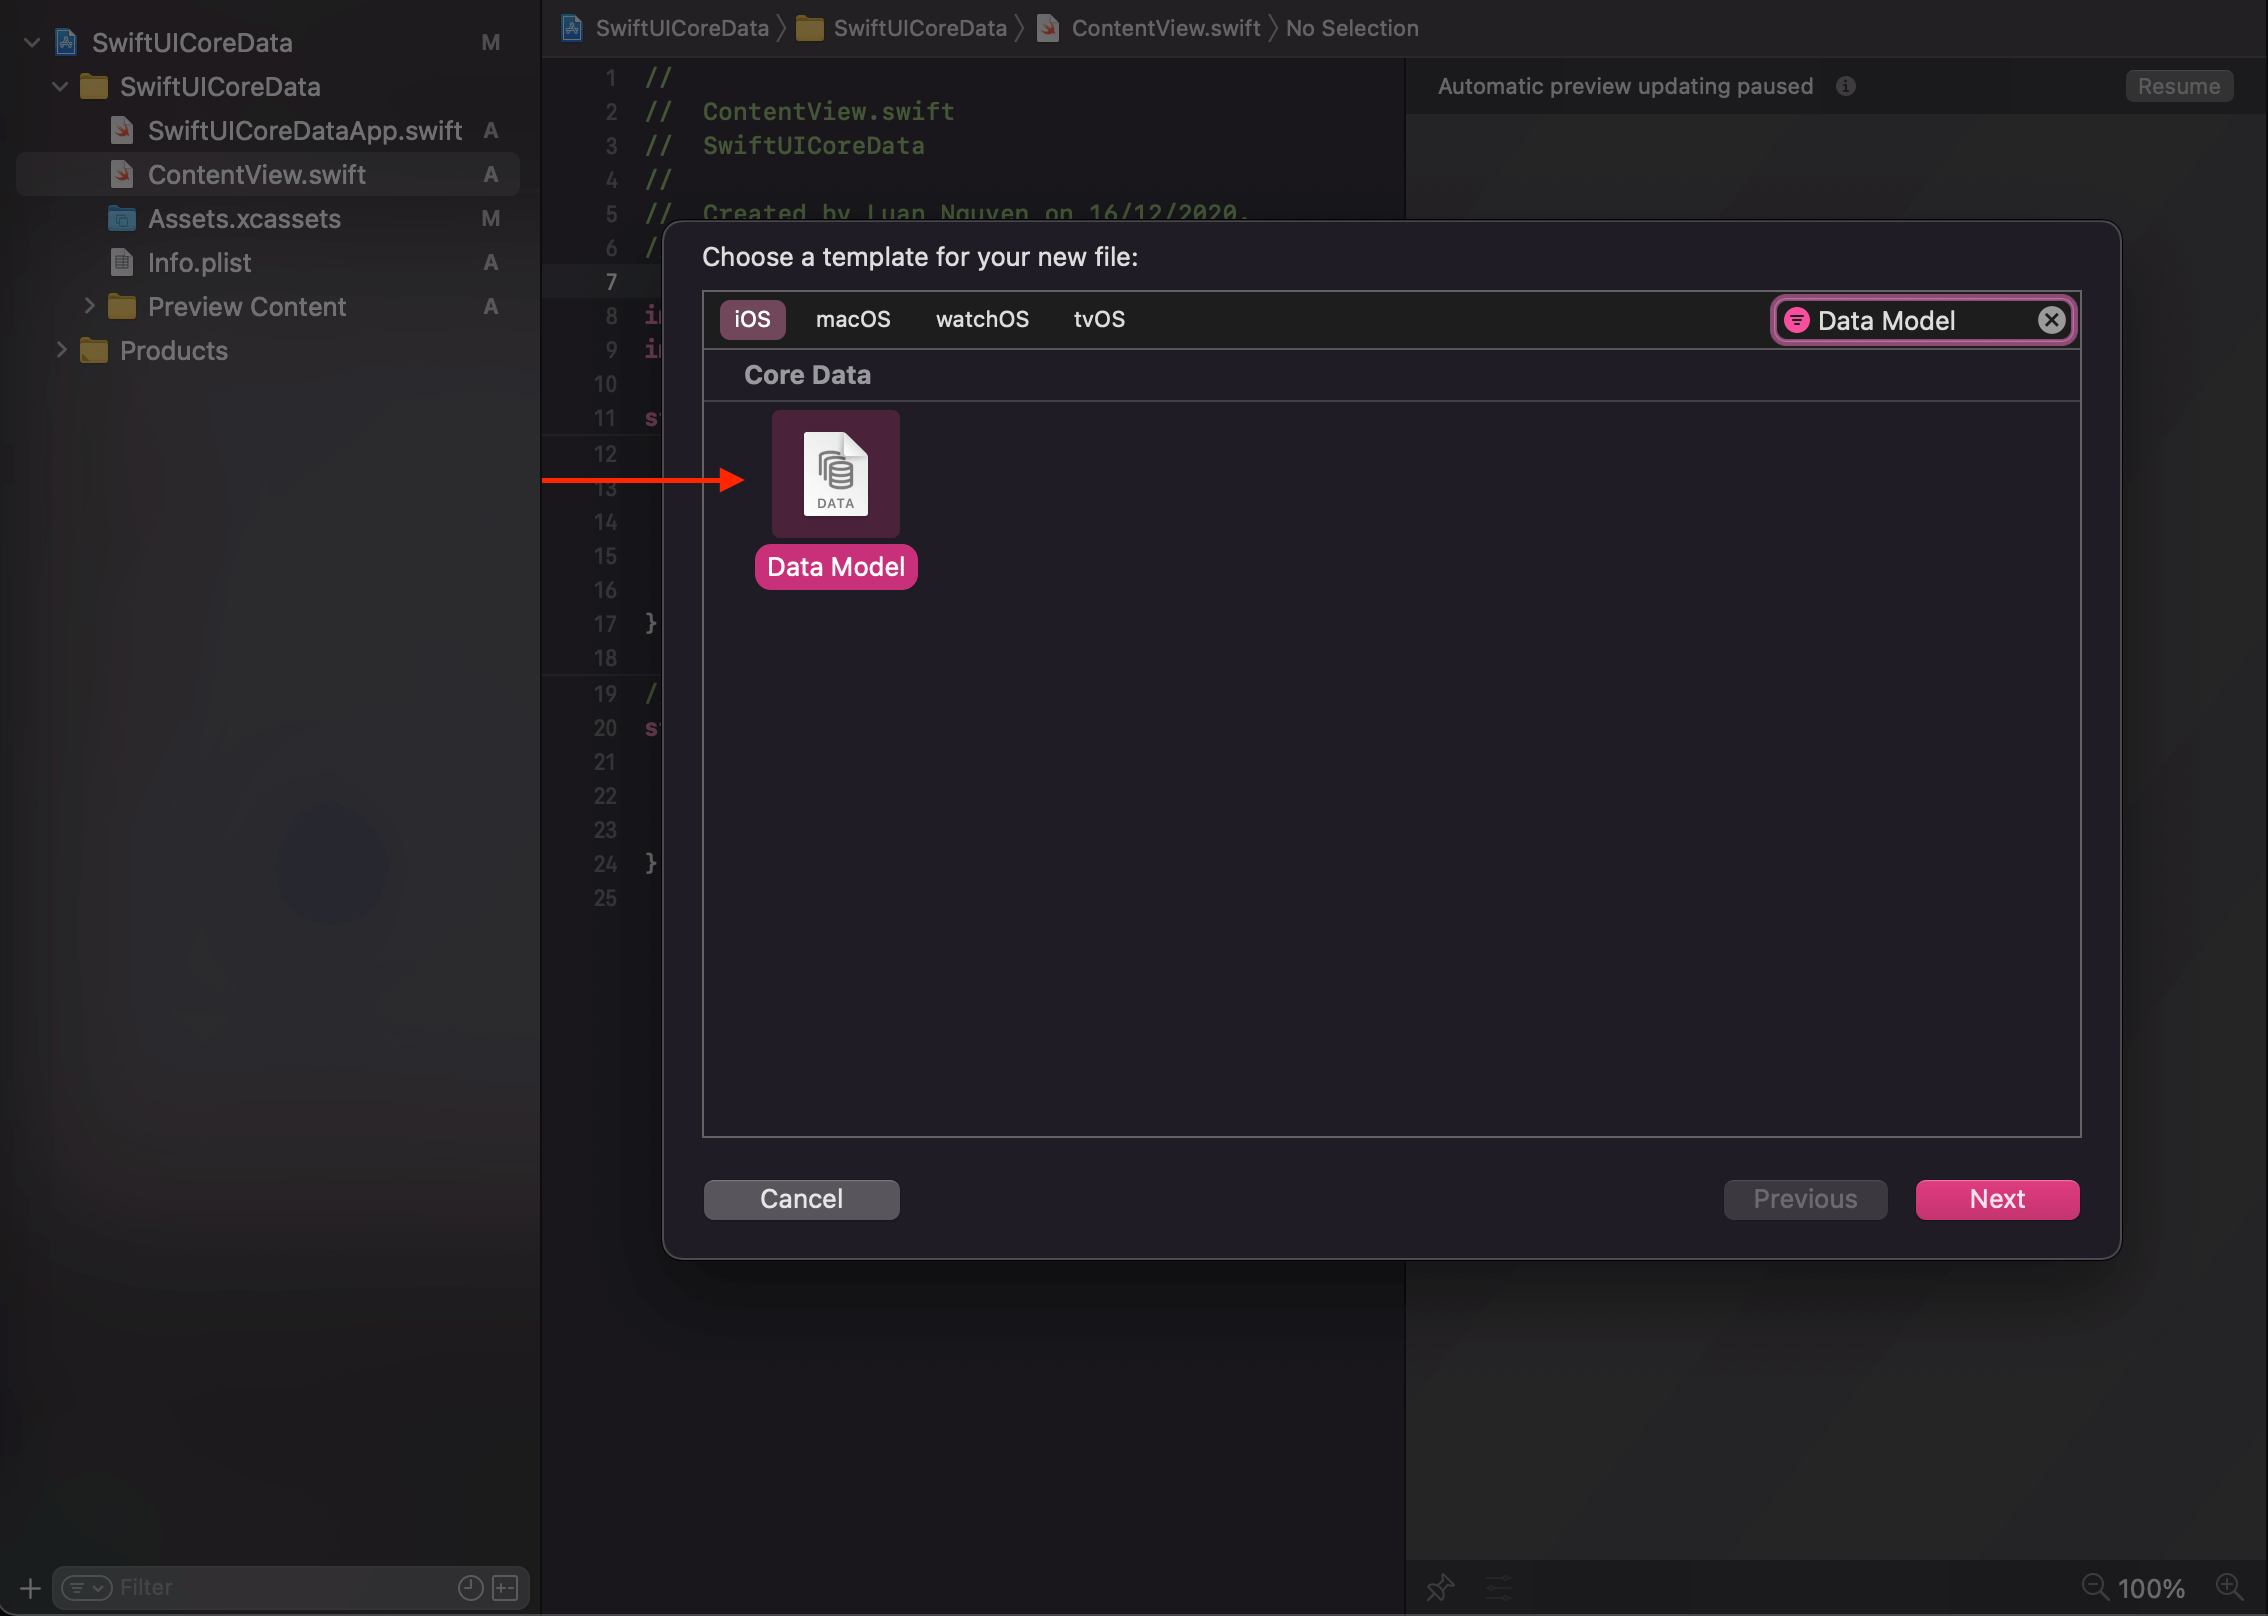 SwiftUICoreData M
SwiftUICoreData
SwiftUICoreDataApp.swift A
ContentView.swift A
Assets.xcassets M
Info.plist A
Preview Content A
Products
Filter
SwiftUICoreData SwiftUICoreData ContentView.swift No Selection
1 //
2 // ContentView.swift
3 // SwiftUICoreData
4 //
5 // Created by Luan Nguyen on 16/12/2020.
6 /
7
8
9
10
11
12
13
14
15
16
17 }
18
19 /
20
21
22
23
24 }
25
Automatic preview updating paused Resume
Choose a template for your new file:
iOS macOS watchOS tvOS Data Model
Core Data
DATA
Data Model
Cancel Previous Next
100%